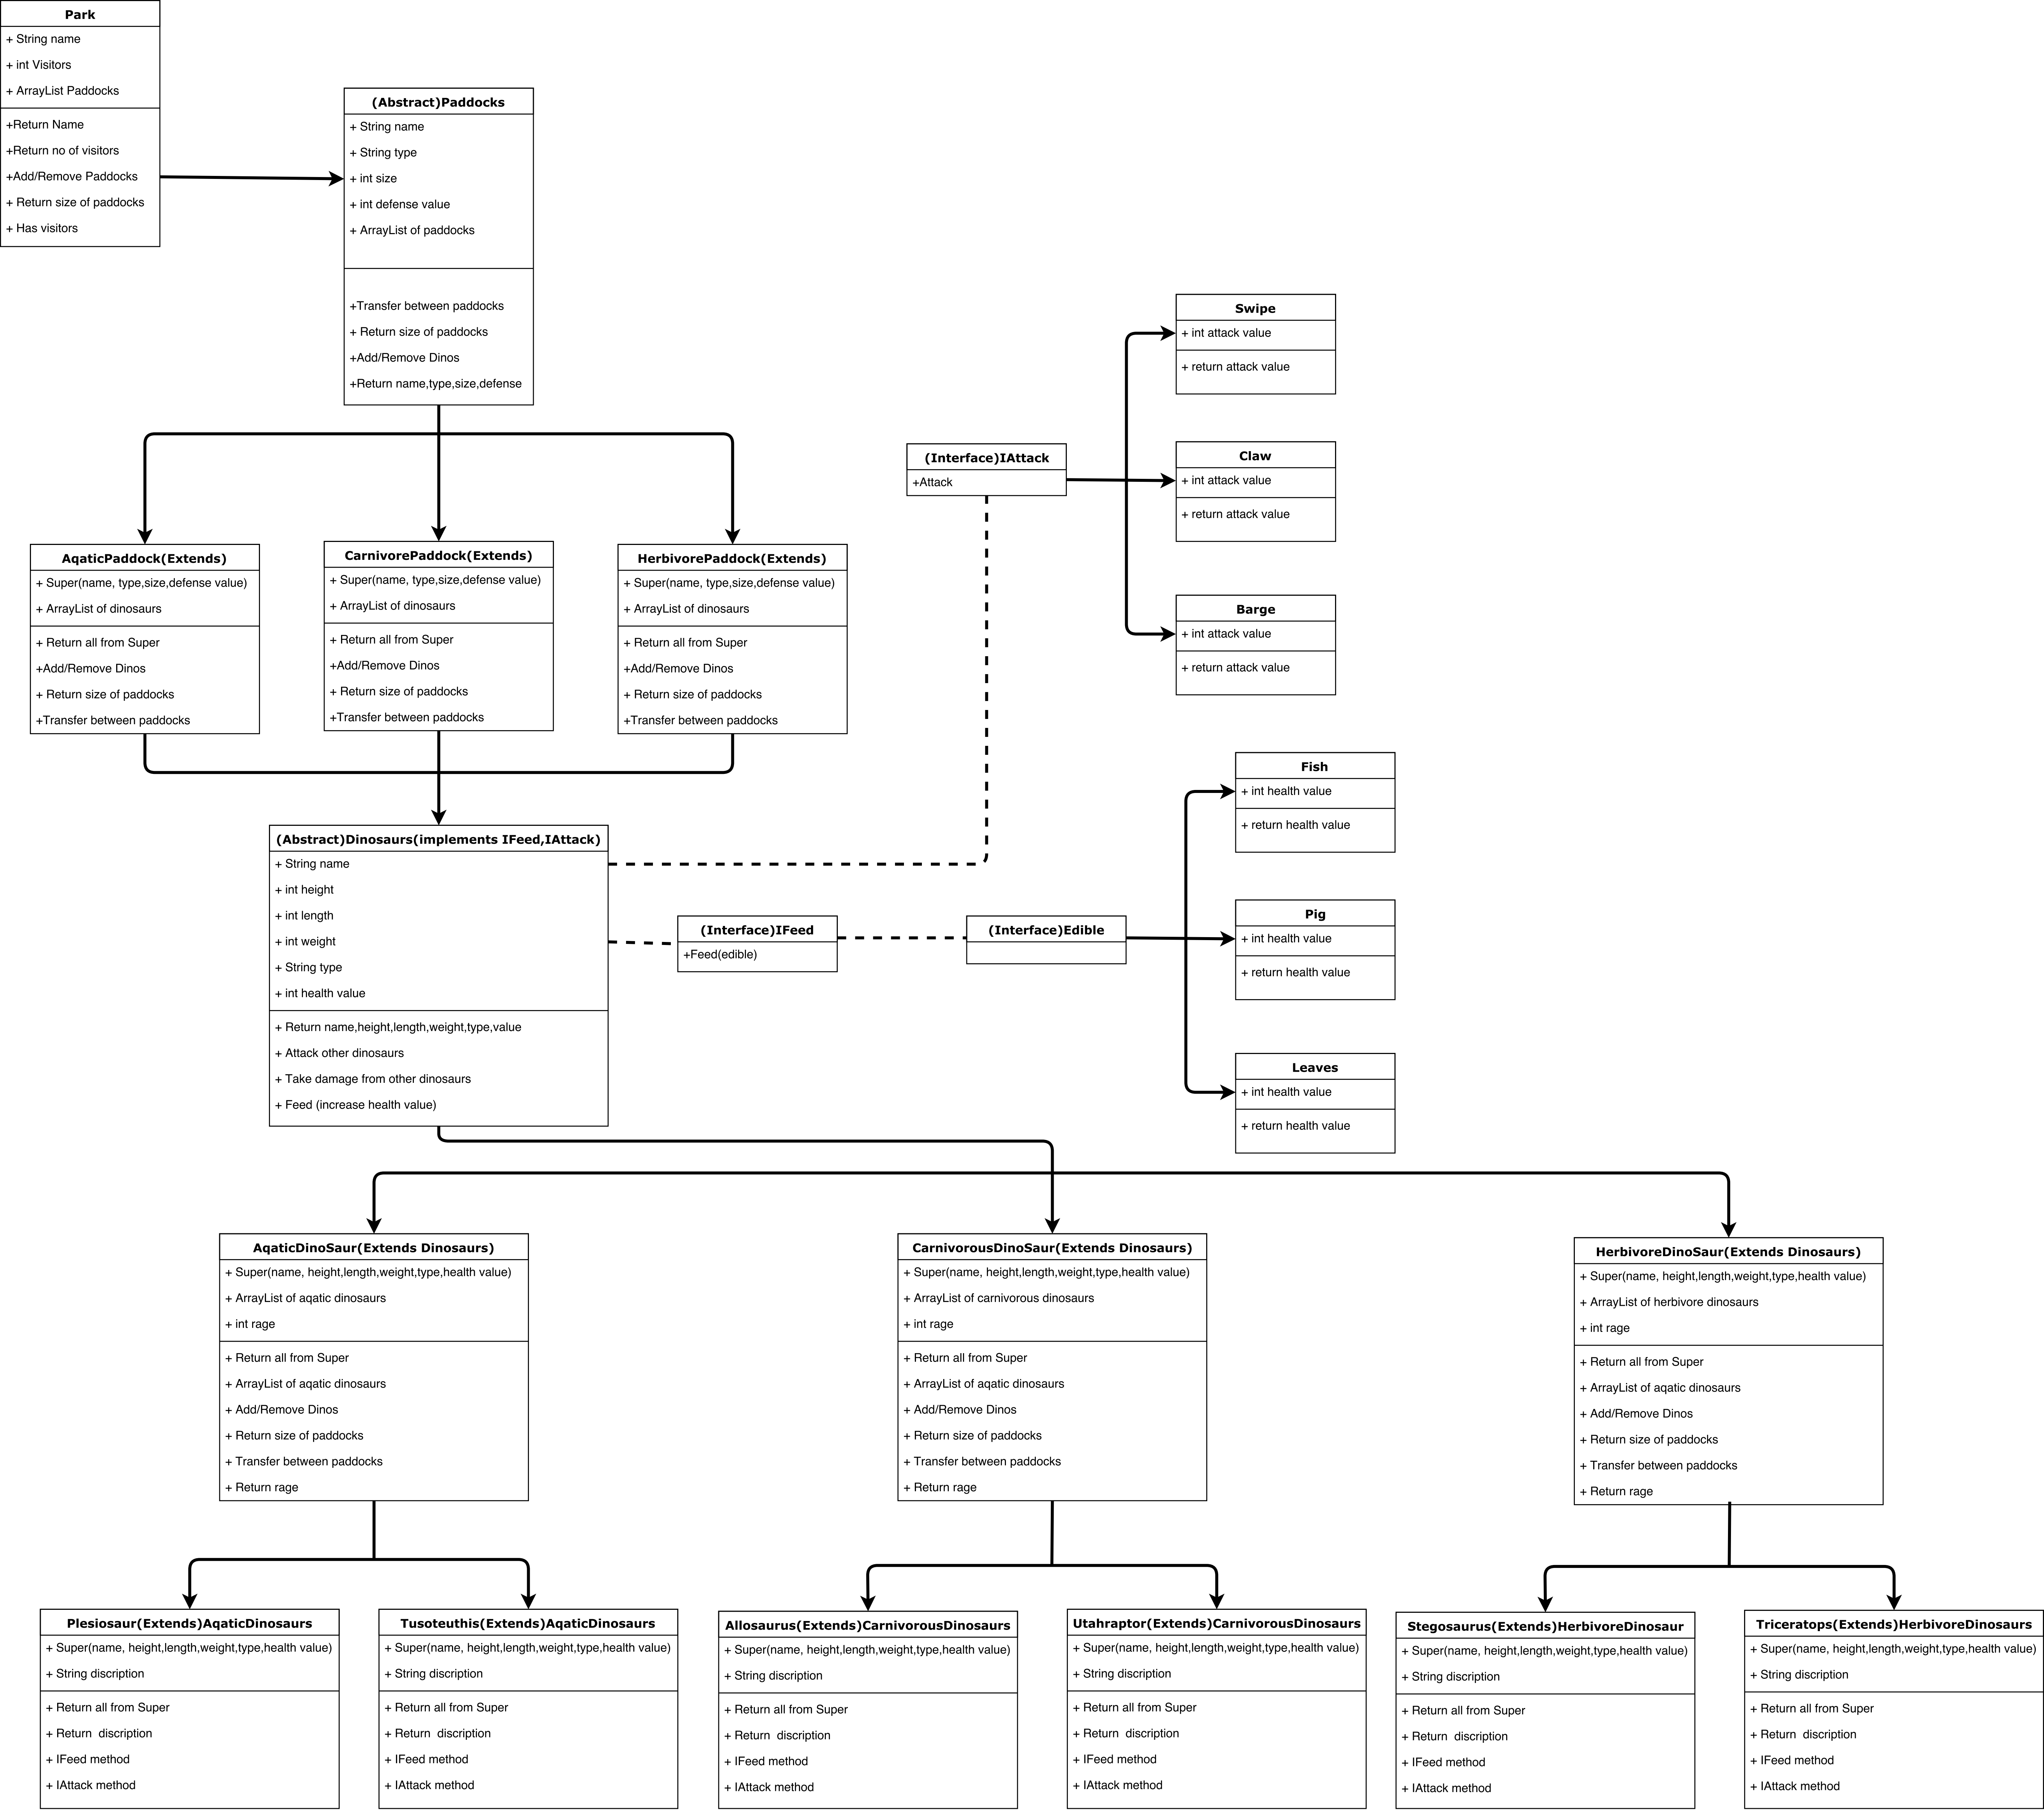 Park
+ String name
+ int Visitors
+ ArrayList Paddocks
+Return Name
+Return no of visitors
+Add/Remove Paddocks
+ Return size of paddocks
+ Has visitors
(Abstract)Paddocks
+ String name
+ String type
+ int size
+ int defense value
+ ArrayList of paddocks
+Transfer between paddocks
+ Return size of paddocks
+Add/Remove Dinos
+Return name,type,size,defense
Swipe
+ int attack value
+ return attack value
(Interface)IAttack
+Attack
Claw
+ int attack value
+ return attack value
Barge
+ int attack value
+ return attack value
AqaticPaddock(Extends)
+ Super(name, type,size,defense value)
+ ArrayList of dinosaurs
+ Return all from Super
+Add/Remove Dinos
+ Return size of paddocks
+Transfer between paddocks
CarnivorePaddock(Extends)
+ Super(name, type,size,defense value)
+ ArrayList of dinosaurs
+ Return all from Super
+Add/Remove Dinos
+ Return size of paddocks
+Transfer between paddocks
HerbivorePaddock(Extends)
+ Super(name, type,size,defense value)
+ ArrayList of dinosaurs
+ Return all from Super
+Add/Remove Dinos
+ Return size of paddocks
+Transfer between paddocks
(Abstract)Dinosaurs(implements IFeed,IAttack)
+ String name
+ int height
+ int length
+ int weight
+ String type
+ int health value
+ Return name,height,length,weight,type,value
+ Attack other dinosaurs
+ Take damage from other dinosaurs
+ Feed (increase health value)
(Interface)IFeed
+Feed(edible)
(Interface)Edible
Fish
+ int health value
+ return health value
Pig
+ int health value
+ return health value
Leaves
+ int health value
+ return health value
AqaticDinoSaur(Extends Dinosaurs)
+ Super(name, height,length,weight,type,health value)
+ ArrayList of aqatic dinosaurs
+ int rage
+ Return all from Super
+ ArrayList of aqatic dinosaurs
+ Add/Remove Dinos
+ Return size of paddocks
+ Transfer between paddocks
+ Return rage
CarnivorousDinoSaur(Extends Dinosaurs)
+ Super(name, height,length,weight,type,health value)
+ ArrayList of carnivorous dinosaurs
+ int rage
+ Return all from Super
+ ArrayList of aqatic dinosaurs
+ Add/Remove Dinos
+ Return size of paddocks
+ Transfer between paddocks
+ Return rage
HerbivoreDinoSaur(Extends Dinosaurs)
+ Super(name, height,length,weight,type,health value)
+ ArrayList of herbivore dinosaurs
+ int rage
+ Return all from Super
+ ArrayList of aqatic dinosaurs
+ Add/Remove Dinos
+ Return size of paddocks
+ Transfer between paddocks
+ Return rage
Plesiosaur(Extends)AqaticDinosaurs
+ Super(name, height,length,weight,type,health value)
+ String discription
+ Return all from Super
+ Return  discription
+ IFeed method
+ IAttack method
Tusoteuthis(Extends)AqaticDinosaurs
+ Super(name, height,length,weight,type,health value)
+ String discription
+ Return all from Super
+ Return  discription
+ IFeed method
+ IAttack method
Allosaurus(Extends)CarnivorousDinosaurs
+ Super(name, height,length,weight,type,health value)
+ String discription
+ Return all from Super
+ Return  discription
+ IFeed method
+ IAttack method
Utahraptor(Extends)CarnivorousDinosaurs
+ Super(name, height,length,weight,type,health value)
+ String discription
+ Return all from Super
+ Return  discription
+ IFeed method
+ IAttack method
Stegosaurus(Extends)HerbivoreDinosaur
+ Super(name, height,length,weight,type,health value)
+ String discription
+ Return all from Super
+ Return  discription
+ IFeed method
+ IAttack method
Triceratops(Extends)HerbivoreDinosaurs
+ Super(name, height,length,weight,type,health value)
+ String discription
+ Return all from Super
+ Return  discription
+ IFeed method
+ IAttack method